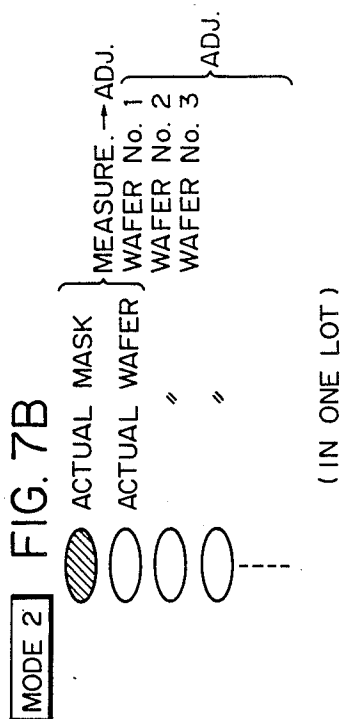 MODE 2 FIG. 7B
ACTUAL MASK
MEASURE. → ADJ.
ACTUAL WAFER WAFER No. 1
〃 WAFER No. 2
〃 WAFER No. 3
ADJ.
(IN ONE LOT)